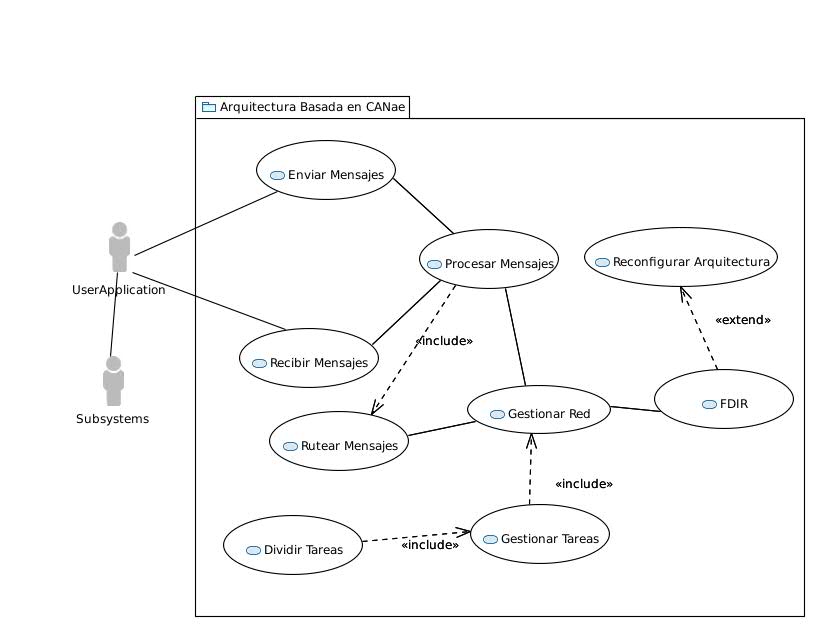 Arquitectura Basada en CANae
Enviar Mensajes
Procesar Mensajes
Reconfigurar Arquitectura
UserApplication
«extend»
«include»
Recibir Mensajes
FDIR
Gestionar Red
Subsystems
Rutear Mensajes
«include»
Gestionar Tareas
«include»
Dividir Tareas